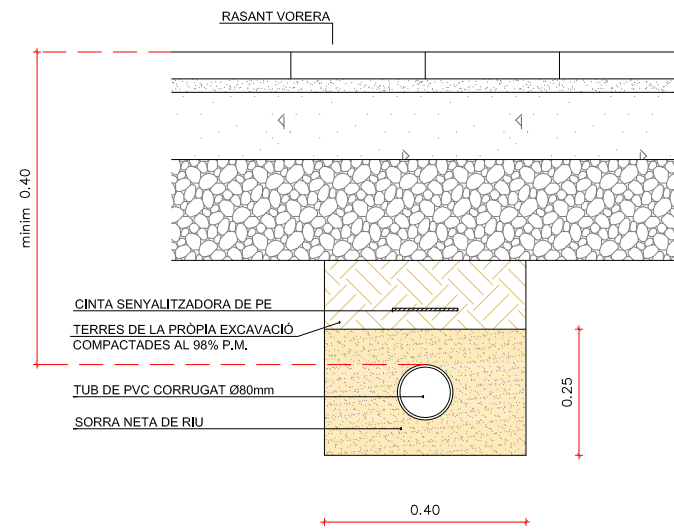 RASANT VORERA
mínim 0.40
CINTA SENYALITZADORA DE PE
TERRES DE LA PRÒPIA EXCAVACIÓ
COMPACTADES AL 98% P.M.
TUB DE PVC CORRUGAT Ø80mm
SORRA NETA DE RIU
0.25
0.40